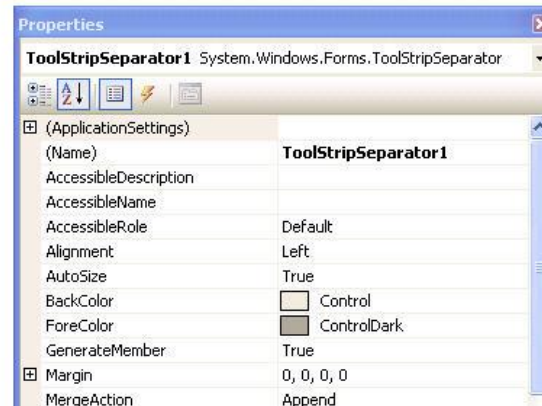 Properties
ToolStripSeparator1 System.Windows.Forms.ToolStripSeparator
(ApplicationSettings)
(Name) ToolStripSeparator1
AccessibleDescription
AccessibleName
AccessibleRole Default
Alignment Left
AutoSize True
BackColor Control
ForeColor ControlDark
GenerateMember True
Margin 0, 0, 0, 0
MergeAction Append